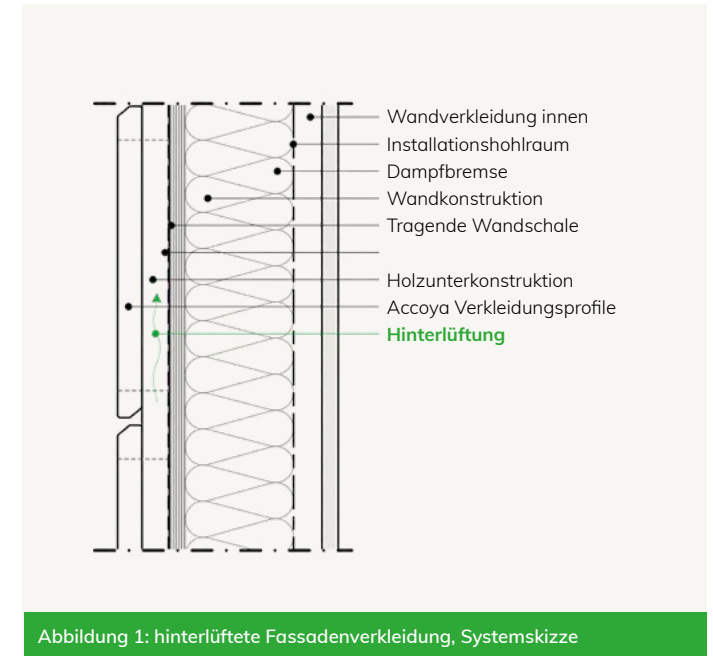 Wandverkleidung innen
Installationshohlraum
Dampfbremse
Wandkonstruktion
Tragende Wandschale
Holzunterkonstruktion
Accoya Verkleidungsprofile
Hinterlüftung
Abbildung 1: hinterlüftete Fassadenverkleidung, Systemskizze